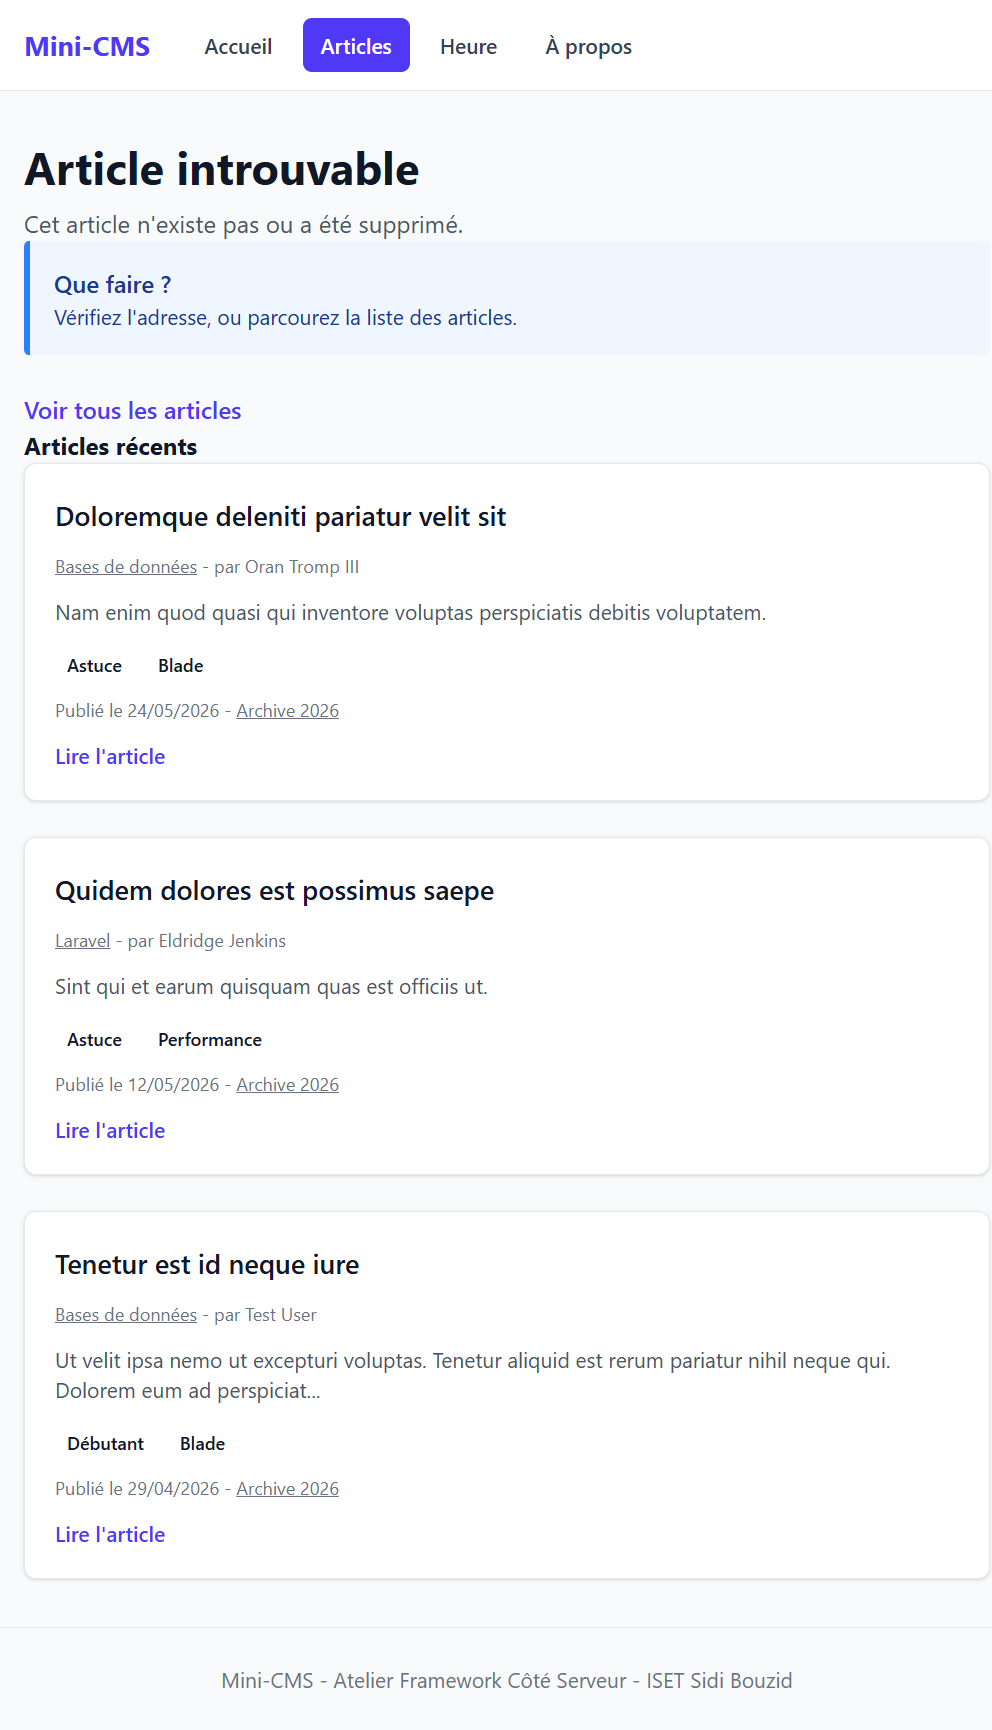 Mini-CMS Accueil Articles Heure À propos
Article introuvable
Cet article n'existe pas ou a été supprimé.
Que faire ?
Vérifiez l'adresse, ou parcourez la liste des articles.
Voir tous les articles
Articles récents
Doloremque deleniti pariatur velit sit
Bases de données - par Oran Tromp III
Nam enim quod quasi qui inventore voluptas perspiciatis debitis voluptatem.
Astuce Blade
Publié le 24/05/2026 - Archive 2026
Lire l'article
Quidem dolores est possimus saepe
Laravel - par Eldridge Jenkins
Sint qui et earum quisquam quas est officiis ut.
Astuce Performance
Publié le 12/05/2026 - Archive 2026
Lire l'article
Tenetur est id neque iure
Bases de données - par Test User
Ut velit ipsa nemo ut excepturi voluptas. Tenetur aliquid est rerum pariatur nihil neque qui.
Dolorem eum ad perspiciat...
Débutant Blade
Publié le 29/04/2026 - Archive 2026
Lire l'article
Mini-CMS - Atelier Framework Côté Serveur - ISET Sidi Bouzid